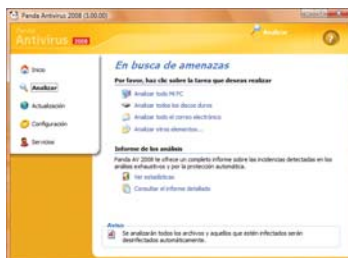 Panda Antivirus 2008 (3.00.00)
Panda
Antivirus 2008
Analizar
Inicio
Analizar
Actualización
Configuración
Servicios
En busca de amenazas
Por favor, haz clic sobre la tarea que deseas realizar
Analizar todo Mi PC
Analizar todos los discos duros
Analizar todo el correo electrónico
Analizar otros elementos...
Informe de los análisis
Panda AV 2008 te ofrece un completo informe sobre las incidencias detectadas en los
análisis exhaustivos y por la protección automática.
Ver estadísticas
Consultar el informe detallado
Aviso
Se analizarán todos los archivos y aquellos que estén infectados serán
desinfectados automáticamente.